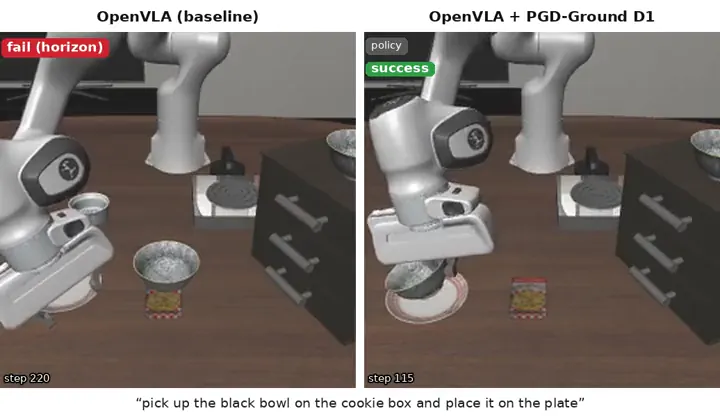 OpenVLA (baseline)
OpenVLA + PGD-Ground D1
fail (horizon)
policy
success
step 220
step 115
“pick up the black bowl on the cookie box and place it on the plate”